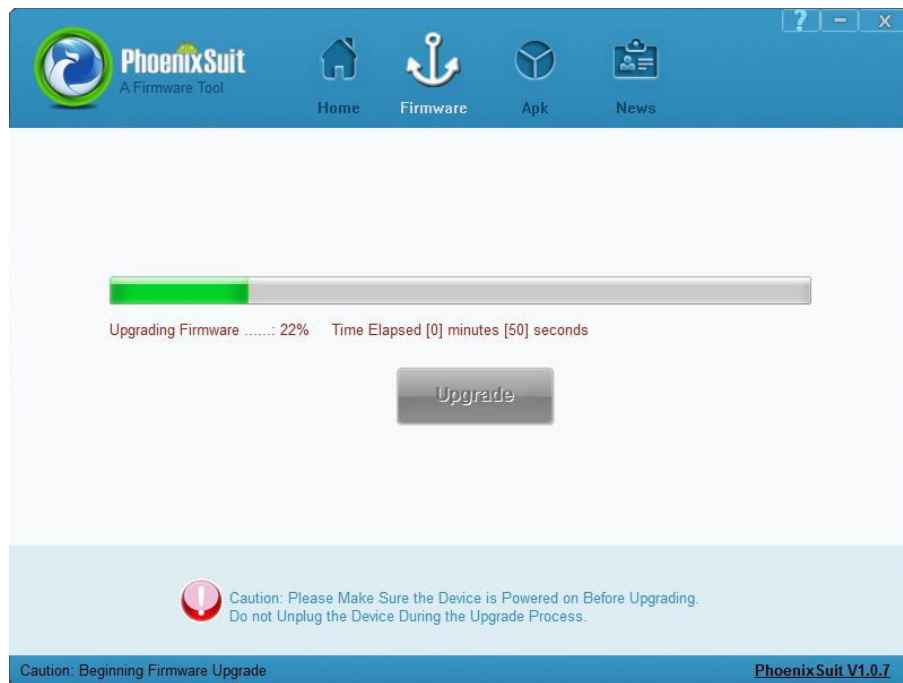 ? - X
PhoenixSuit
A Firmware Tool
Home Firmware Apk News
Upgrading Firmware ......: 22% Time Elapsed [0] minutes [50] seconds
Upgrade
Caution: Please Make Sure the Device is Powered on Before Upgrading.
Do not Unplug the Device During the Upgrade Process.
Caution: Beginning Firmware Upgrade PhoenixSuit V1.0.7